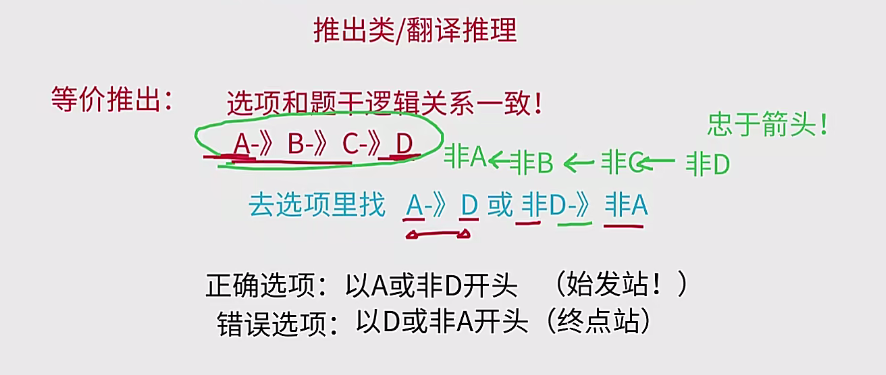 推出类/翻译推理
等价推出： 选项和题干逻辑关系一致！
忠于箭头！
A-》B-》C-》D
非A←非B ← 非C← 非D
去选项里找 A-》D 或 非D-》非A
正确选项：以A或非D开头 （始发站！）
错误选项：以D或非A开头（终点站）